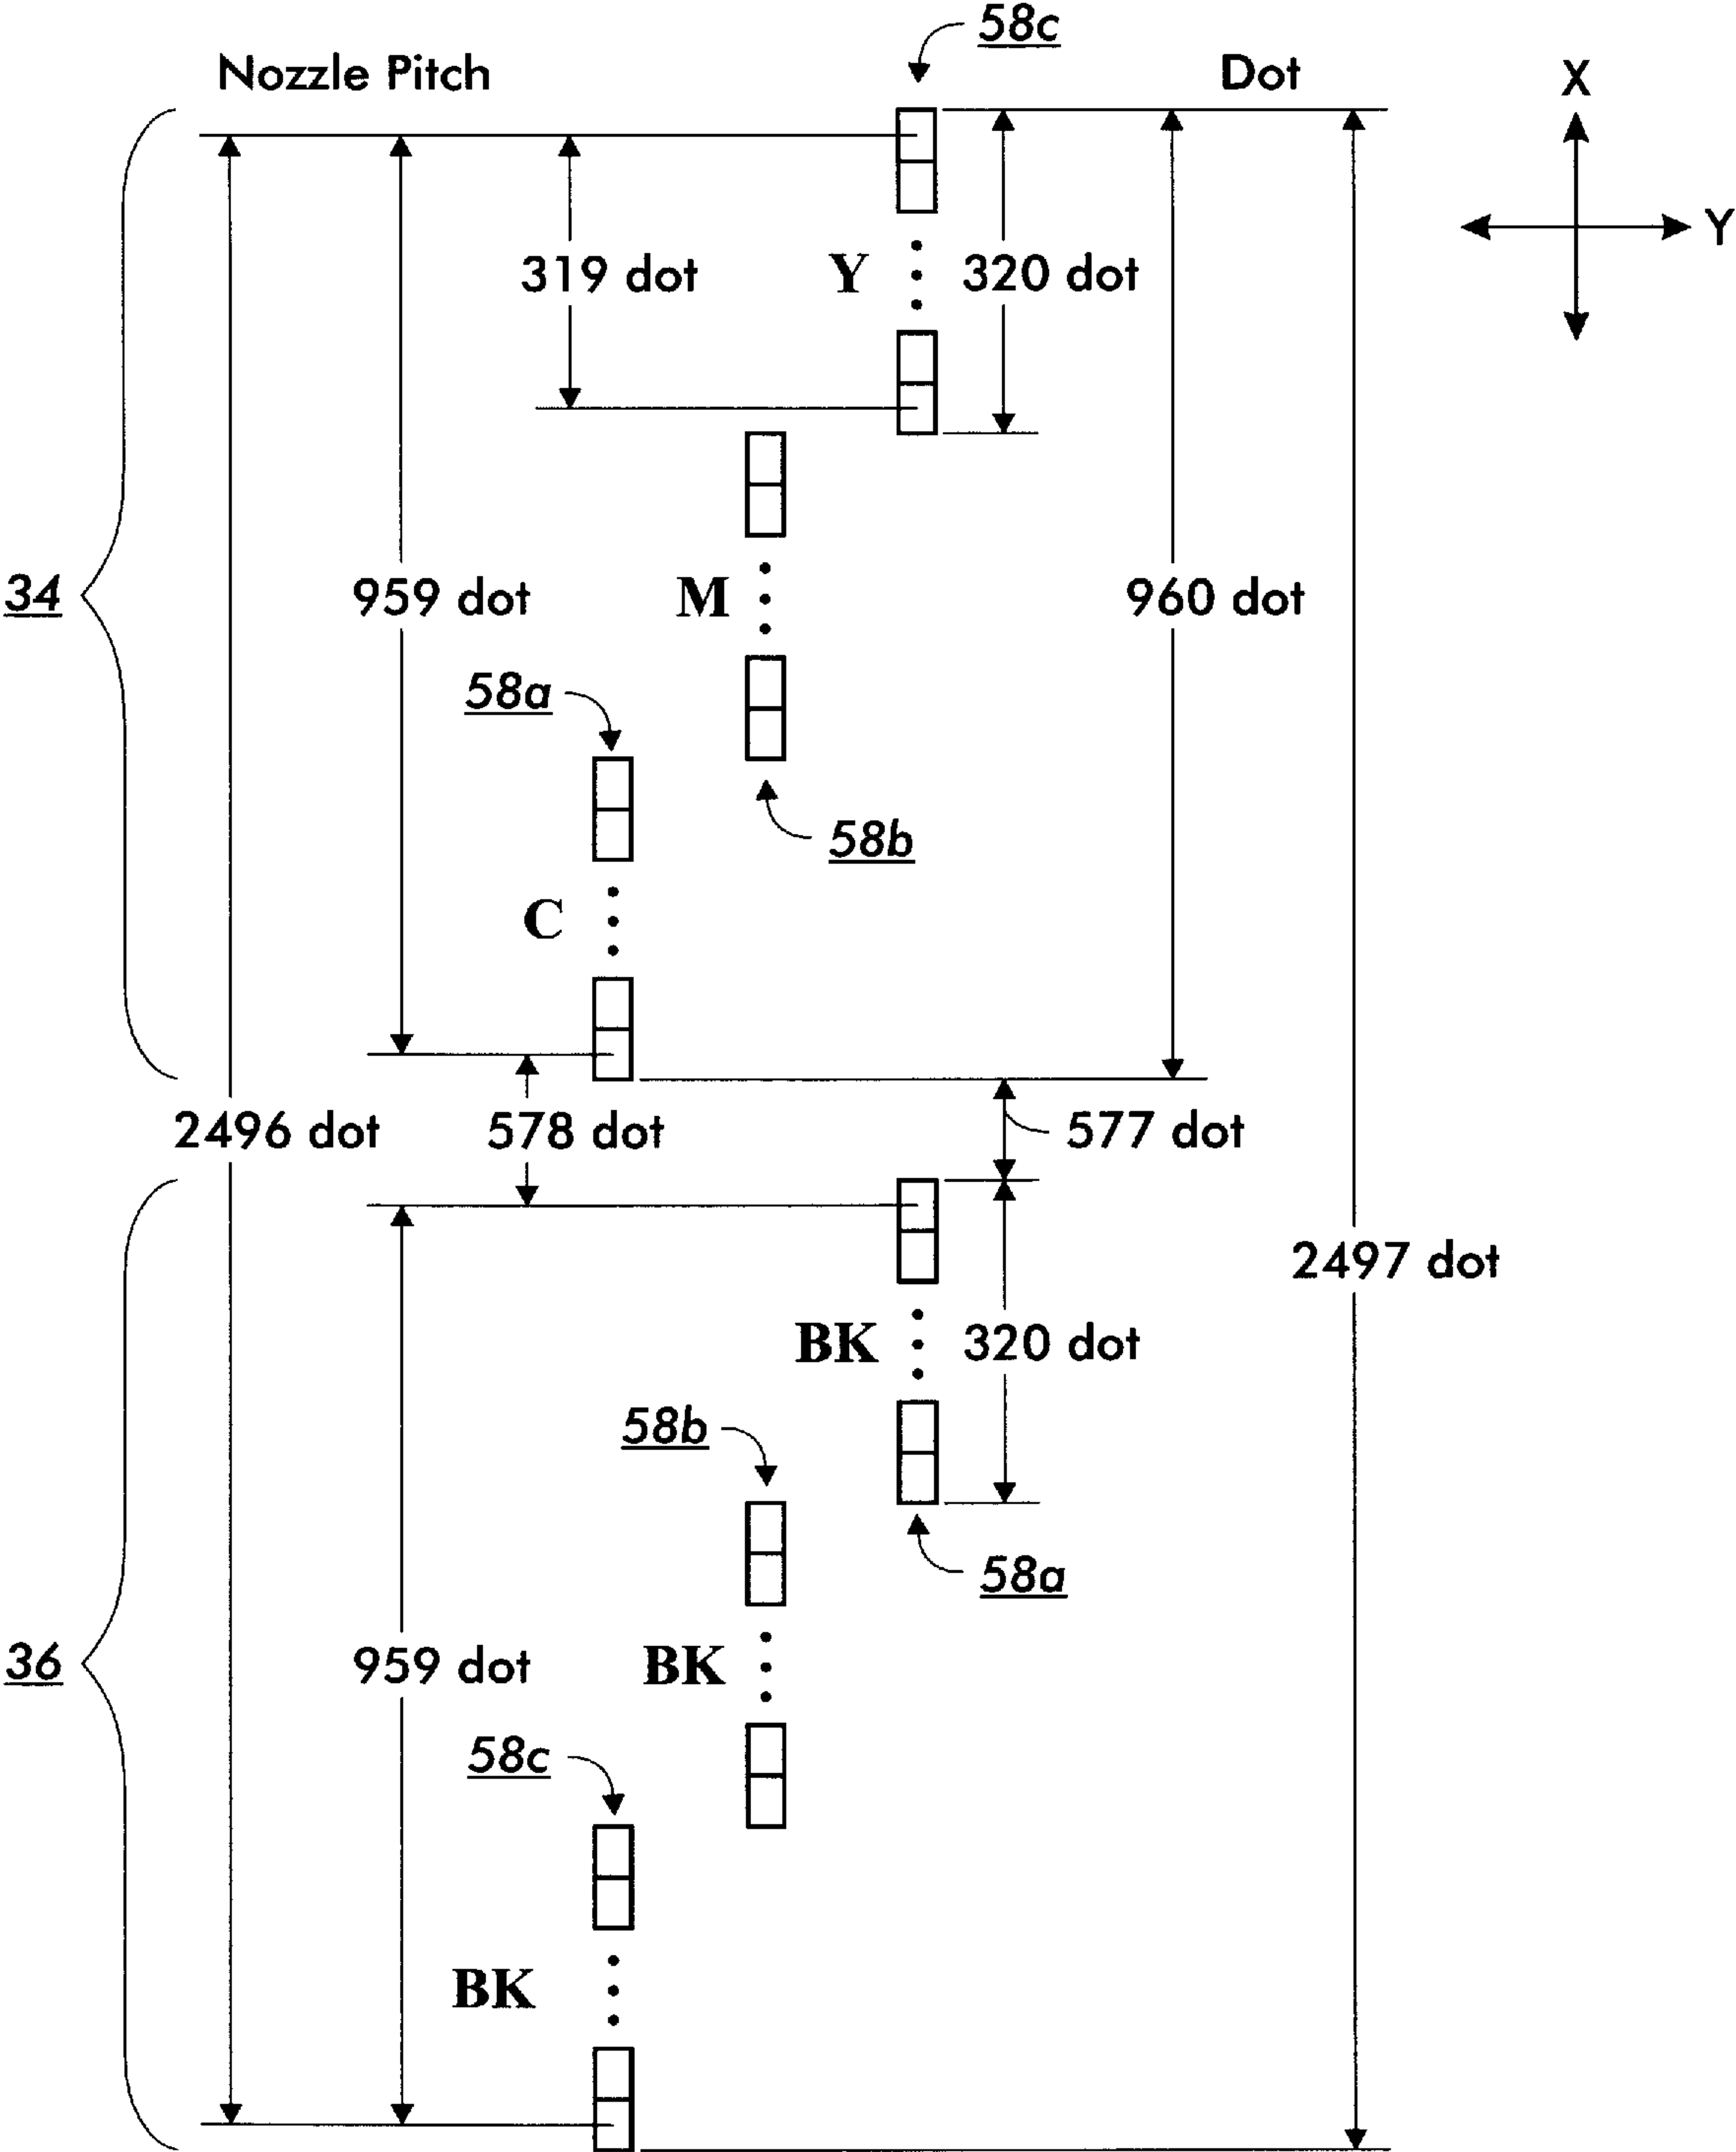 58c
Nozzle Pitch
Dot
X
Y
319 dot
Y
320 dot
34
959 dot
M
960 dot
58a
58b
C
2496 dot
578 dot
577 dot
2497 dot
BK
320 dot
58b
58a
36
959 dot
BK
58c
BK